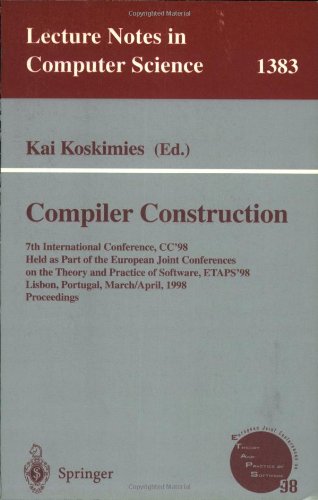 Copyrighted Material
Lecture Notes in
Computer Science 1383
Kai Koskimies (Ed.)
Compiler Construction
7th International Conference, CC'98
Held as Part of the European Joint Conferences
on the Theory and Practice of Software, ETAPS'98
Lisbon, Portugal, March/April, 1998
Proceedings
European Joint Conferences on
Theory
And
Practice of
Software
98
Springer
Copyrighted Material